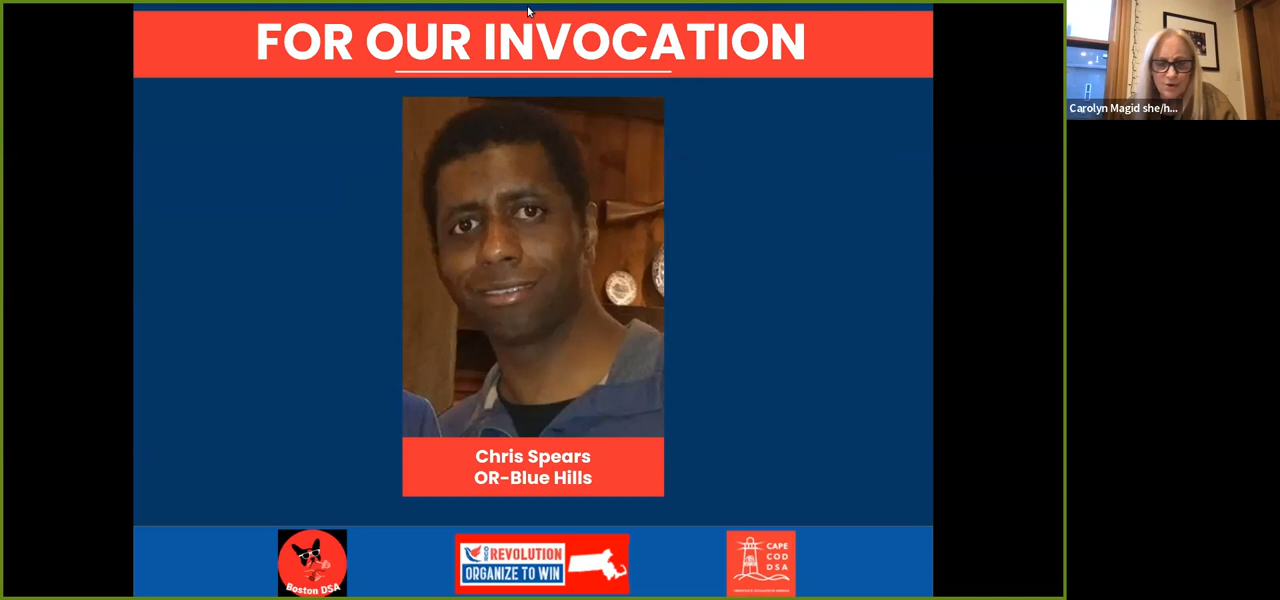 FOR OUR INVOCATION
Carolyn Magid she/h...
Chris Spears
OR-Blue Hills
Boston DSA
OUR
REVOLUTION
ORGANIZE TO WIN
CAPE
COD
DSA